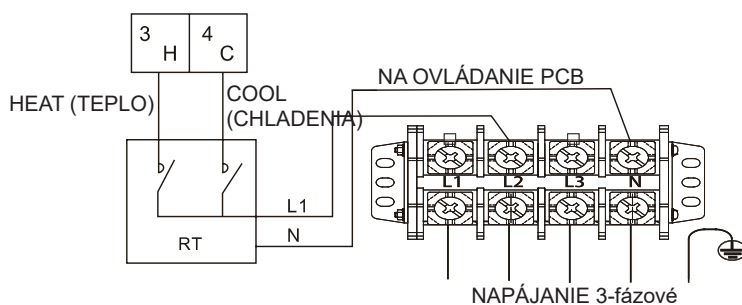 3 4
H C
HEAT (TEPLO)
COOL
(CHLADENIA)
NA OVLÁDANIE PCB
L1 L2 L3 N
L1
N
RT
NAPÁJANIE 3-fázové